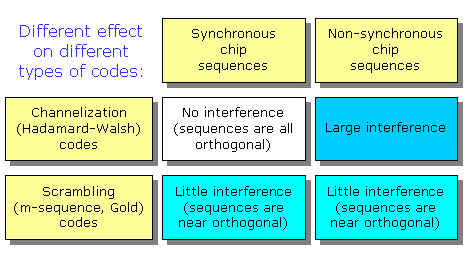 Different effect
on different
types of codes:
Synchronous
chip
sequences
Non-synchronous
chip
sequences
Channelization
(Hadamard-Walsh)
codes
No interference
(sequences are all
orthogonal)
Large interference
Scrambling
(m-sequence, Gold)
codes
Little interference
(sequences are
near orthogonal)
Little interference
(sequences are
near orthogonal)